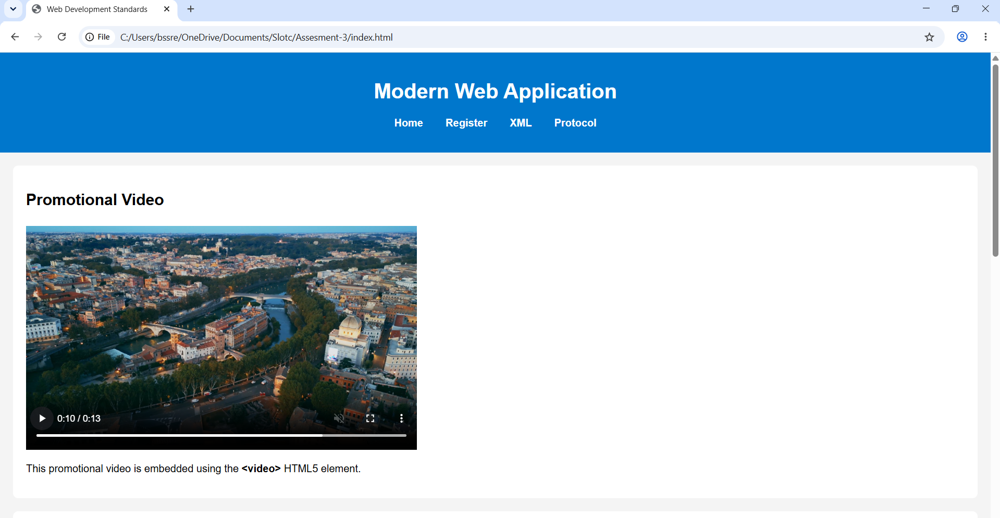 Web Development Standards
File
C:/Users/bssre/OneDrive/Documents/Slotc/Assesment-3/index.html
Modern Web Application
Home Register XML Protocol
Promotional Video
0:10 / 0:13
This promotional video is embedded using the <video> HTML5 element.